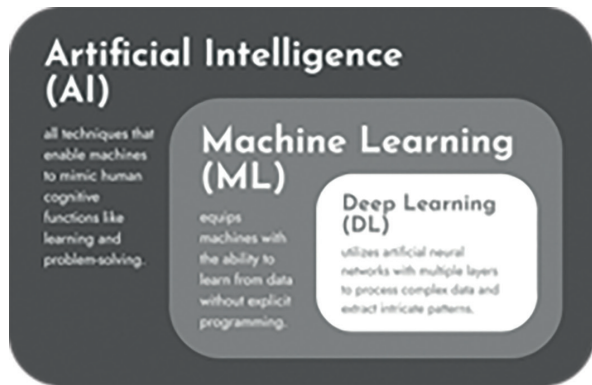 Artificial Intelligence
(AI)
all techniques that
enable machines
to mimic human
cognitive
functions like
learning and
problem-solving.
Machine Learning
(ML)
equips
machines with
the ability to
learn from data
without explicit
programming.
Deep Learning
(DL)
utilizes artificial neural
networks with multiple layers
to process complex data and
extract intricate patterns.